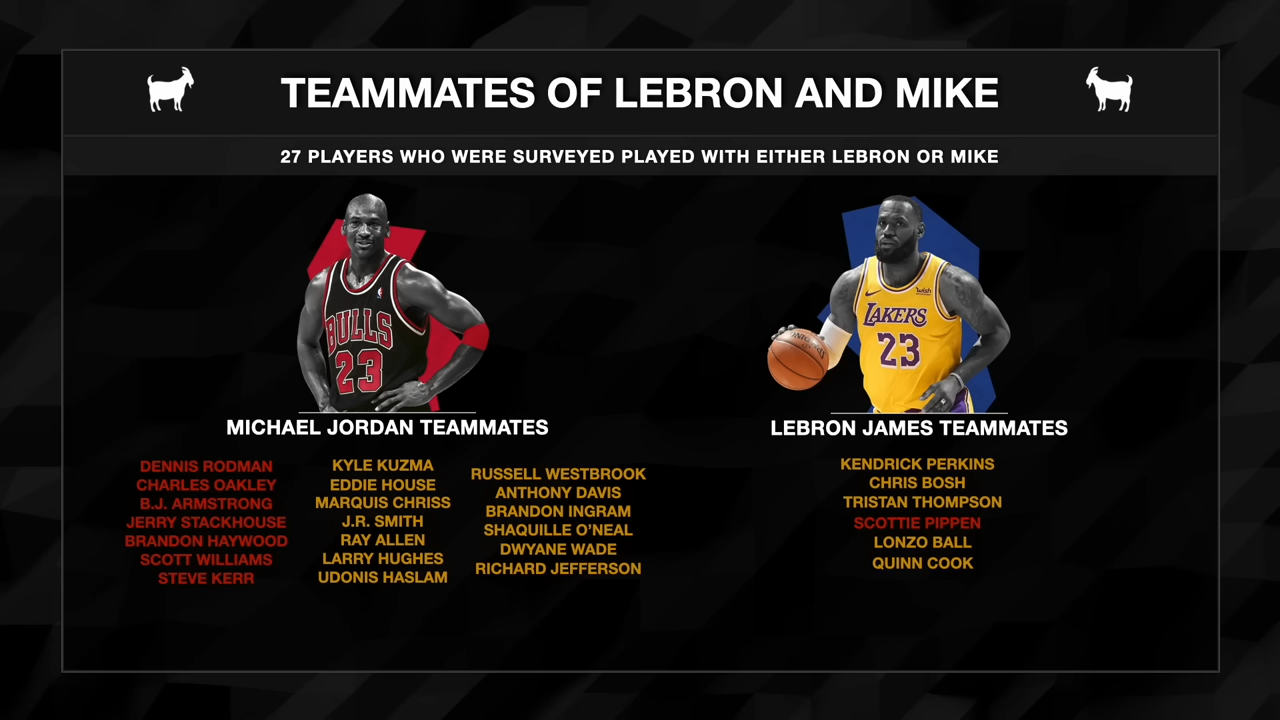 TEAMMATES OF LEBRON AND MIKE
27 PLAYERS WHO WERE SURVEYED PLAYED WITH EITHER LEBRON OR MIKE
BULLS
23
wish
LAKERS
23
MICHAEL JORDAN TEAMMATES
DENNIS RODMAN
CHARLES OAKLEY
B.J. ARMSTRONG
JERRY STACKHOUSE
BRANDON HAYWOOD
SCOTT WILLIAMS
STEVE KERR
KYLE KUZMA
EDDIE HOUSE
MARQUIS CHRISS
J.R. SMITH
RAY ALLEN
LARRY HUGHES
UDONIS HASLAM
RUSSELL WESTBROOK
ANTHONY DAVIS
BRANDON INGRAM
SHAQUILLE O'NEAL
DWYANE WADE
RICHARD JEFFERSON
LEBRON JAMES TEAMMATES
KENDRICK PERKINS
CHRIS BOSH
TRISTAN THOMPSON
SCOTTIE PIPPEN
LONZO BALL
QUINN COOK